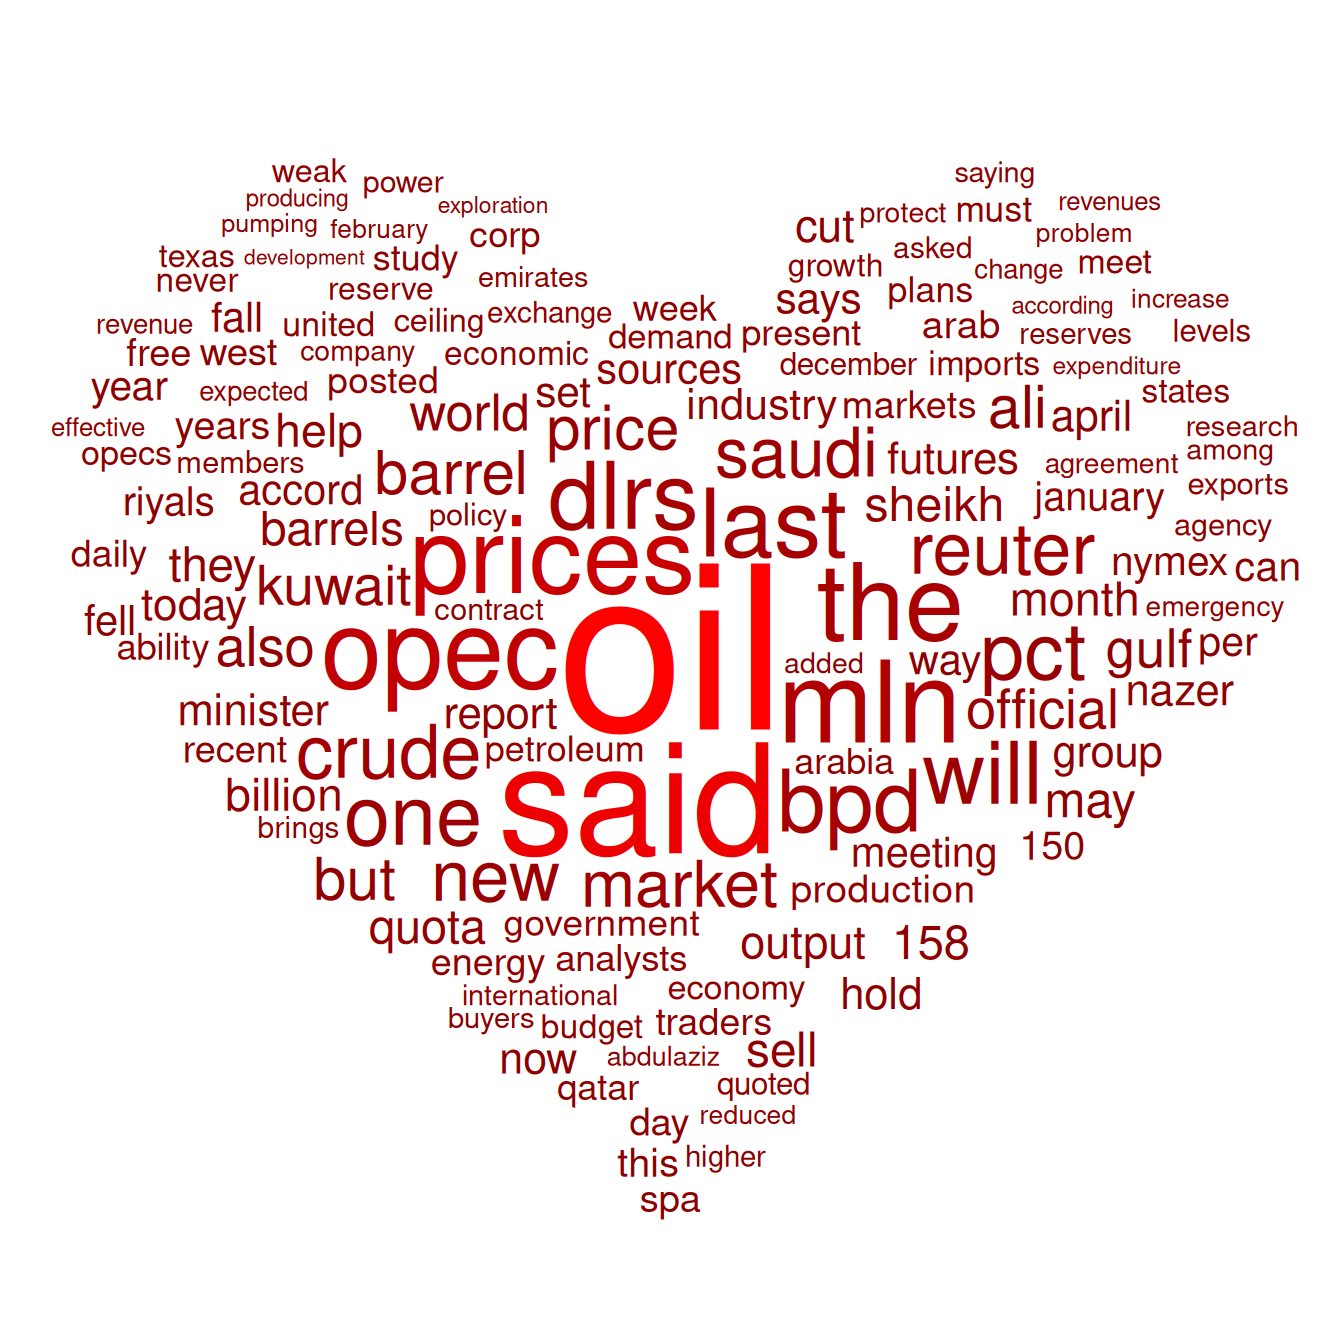 weak power saying
producing exploration revenues
pumping february corp cut protect must
texas development study growth asked problem
never reserve emirates says plans change meet
revenue fall united ceiling exchange week according increase
free west company economic demand present arab reserves levels
year expected posted set sources december imports expenditure
effective years help world price industry markets ali april states
opecs members barrel saudi futures agreement research among
riyals accord dlrs last sheikh january exports
barrels policy prices reuter agency
daily they kuwait nymex can
fell today contract oil the month emergency
ability also opec added way pct gulf per
minister report mln official nazer
recent crude petroleum arabia will group
billion said bpd may
brings one meeting 150
but new market production
quota government output 158
energy analysts
international economy hold
buyers budget traders
now abdulaziz sell
qatar quoted
day reduced
this higher
spa